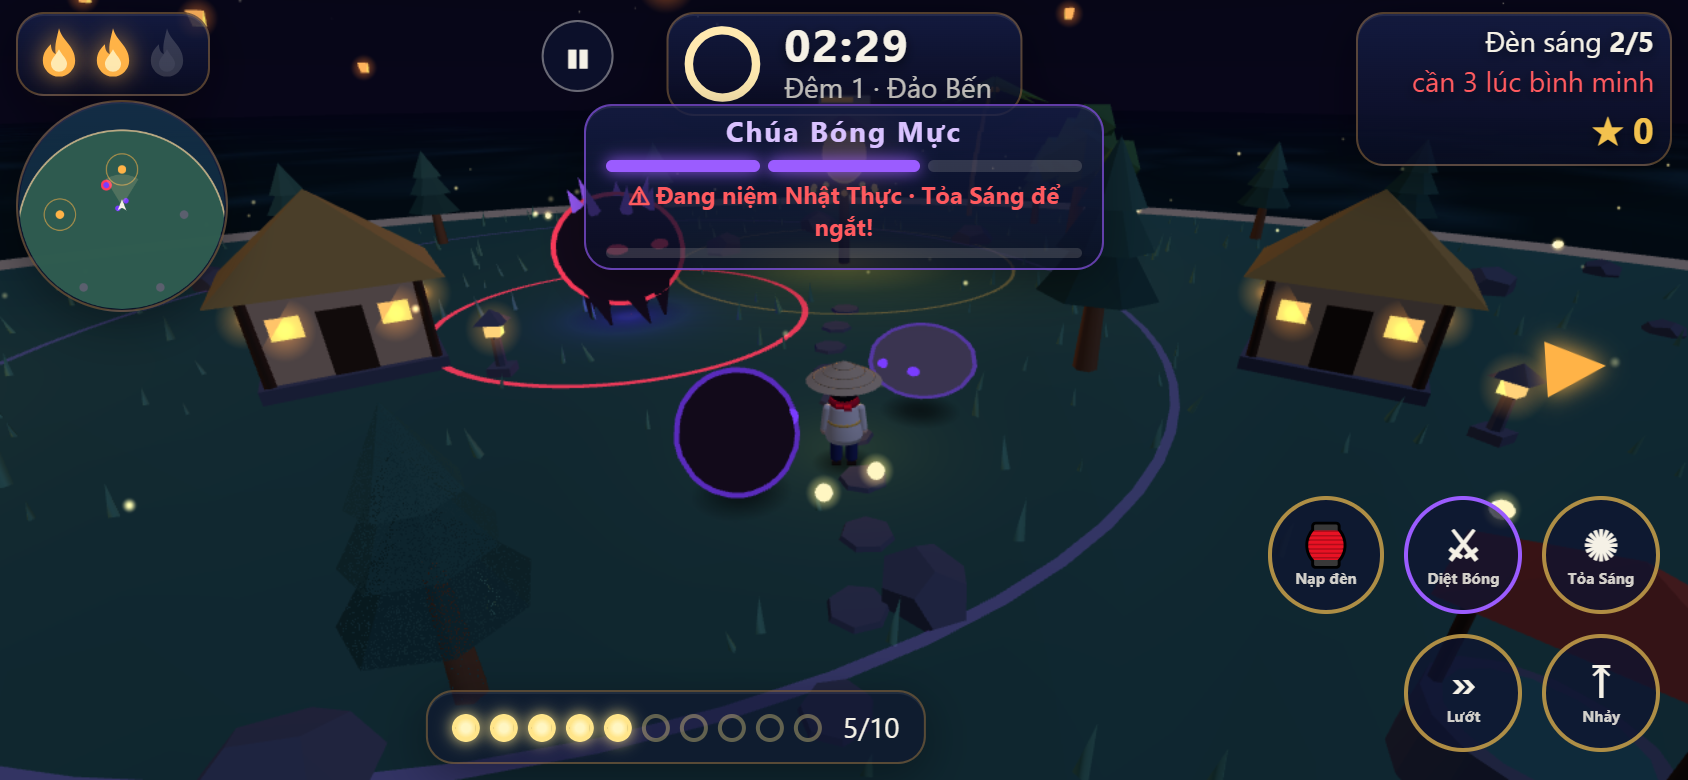 02:29
Đêm 1 · Đảo Bến
Đèn sáng 2/5
cần 3 lúc bình minh
★ 0
Chúa Bóng Mực
⚠ Đang niệm Nhật Thực · Tỏa Sáng để
ngắt!
Nạp đèn
Diệt Bóng
Tỏa Sáng
Lướt
Nhảy
5/10